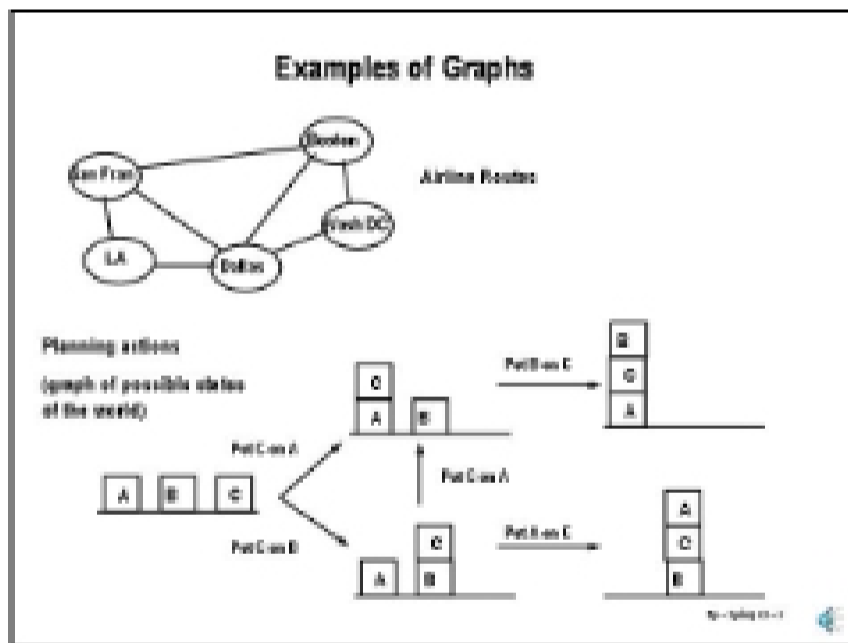 Examples of Graphs
Boston
San Fran
Airline Routes
Wash DC
LA
Dallas
Planning actions
(graph of possible states
of the world)
B
C
A
Put B on C
C
A B
Put C on A
Put C on A
A B C
Put C on B
C
A B
Put A on C
A
C
B